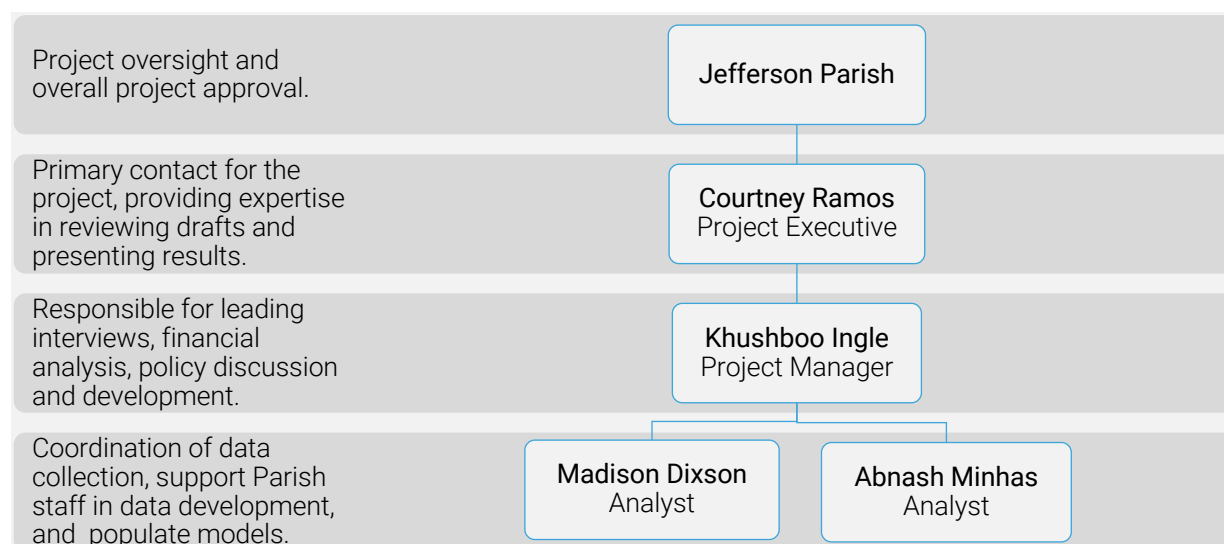 Project oversight and
overall project approval.
Jefferson Parish
Primary contact for the
project, providing expertise
in reviewing drafts and
presenting results.
Courtney Ramos
Project Executive
Responsible for leading
interviews, financial
analysis, policy discussion
and development.
Khushboo Ingle
Project Manager
Coordination of data
collection, support Parish
staff in data development,
and  populate models.
Madison Dixson
Analyst
Abnash Minhas
Analyst